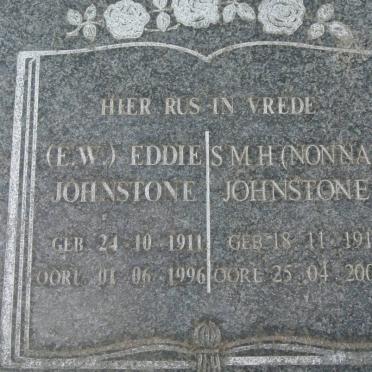 HIER RUS IN VREDE
(E.W.) EDDIE
JOHNSTONE
GEB 24 10 1911
OORL 01 06 1996
S M H (NONNA
JOHNSTONE
GEB 18 11 191
OORL 25 04 200